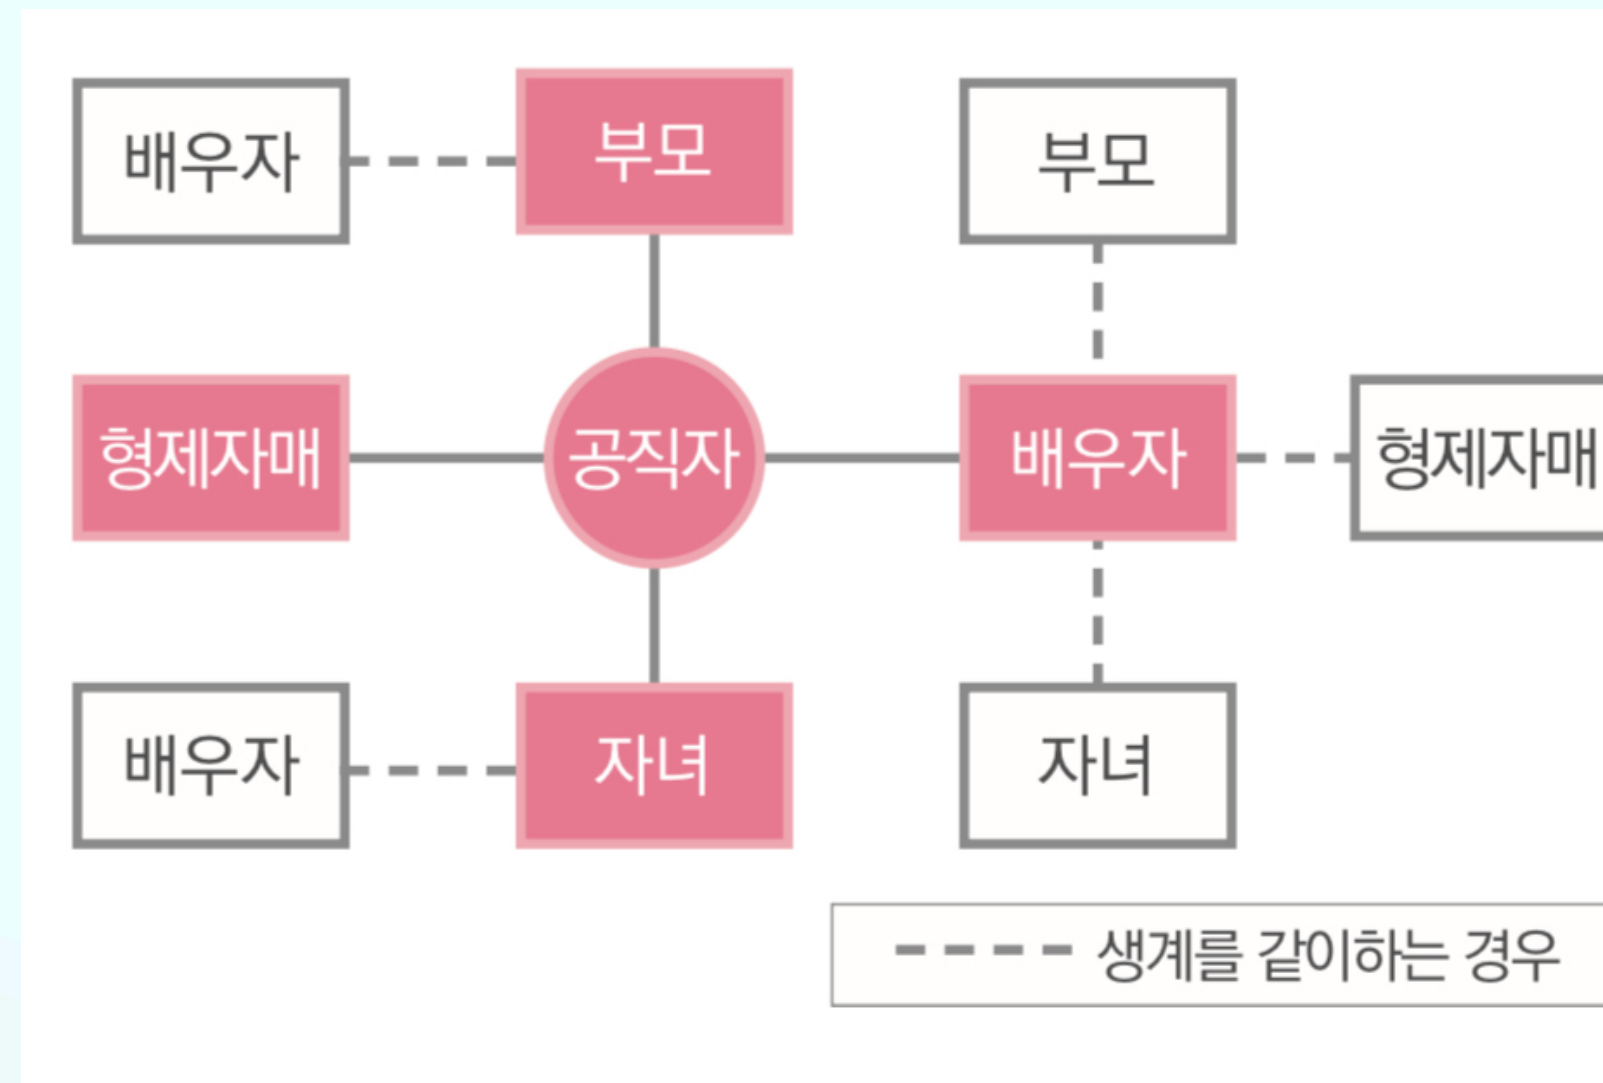 배우자
부모
부모
형제자매
공직자
배우자
형제자매
배우자
자녀
자녀
생계를 같이하는 경우